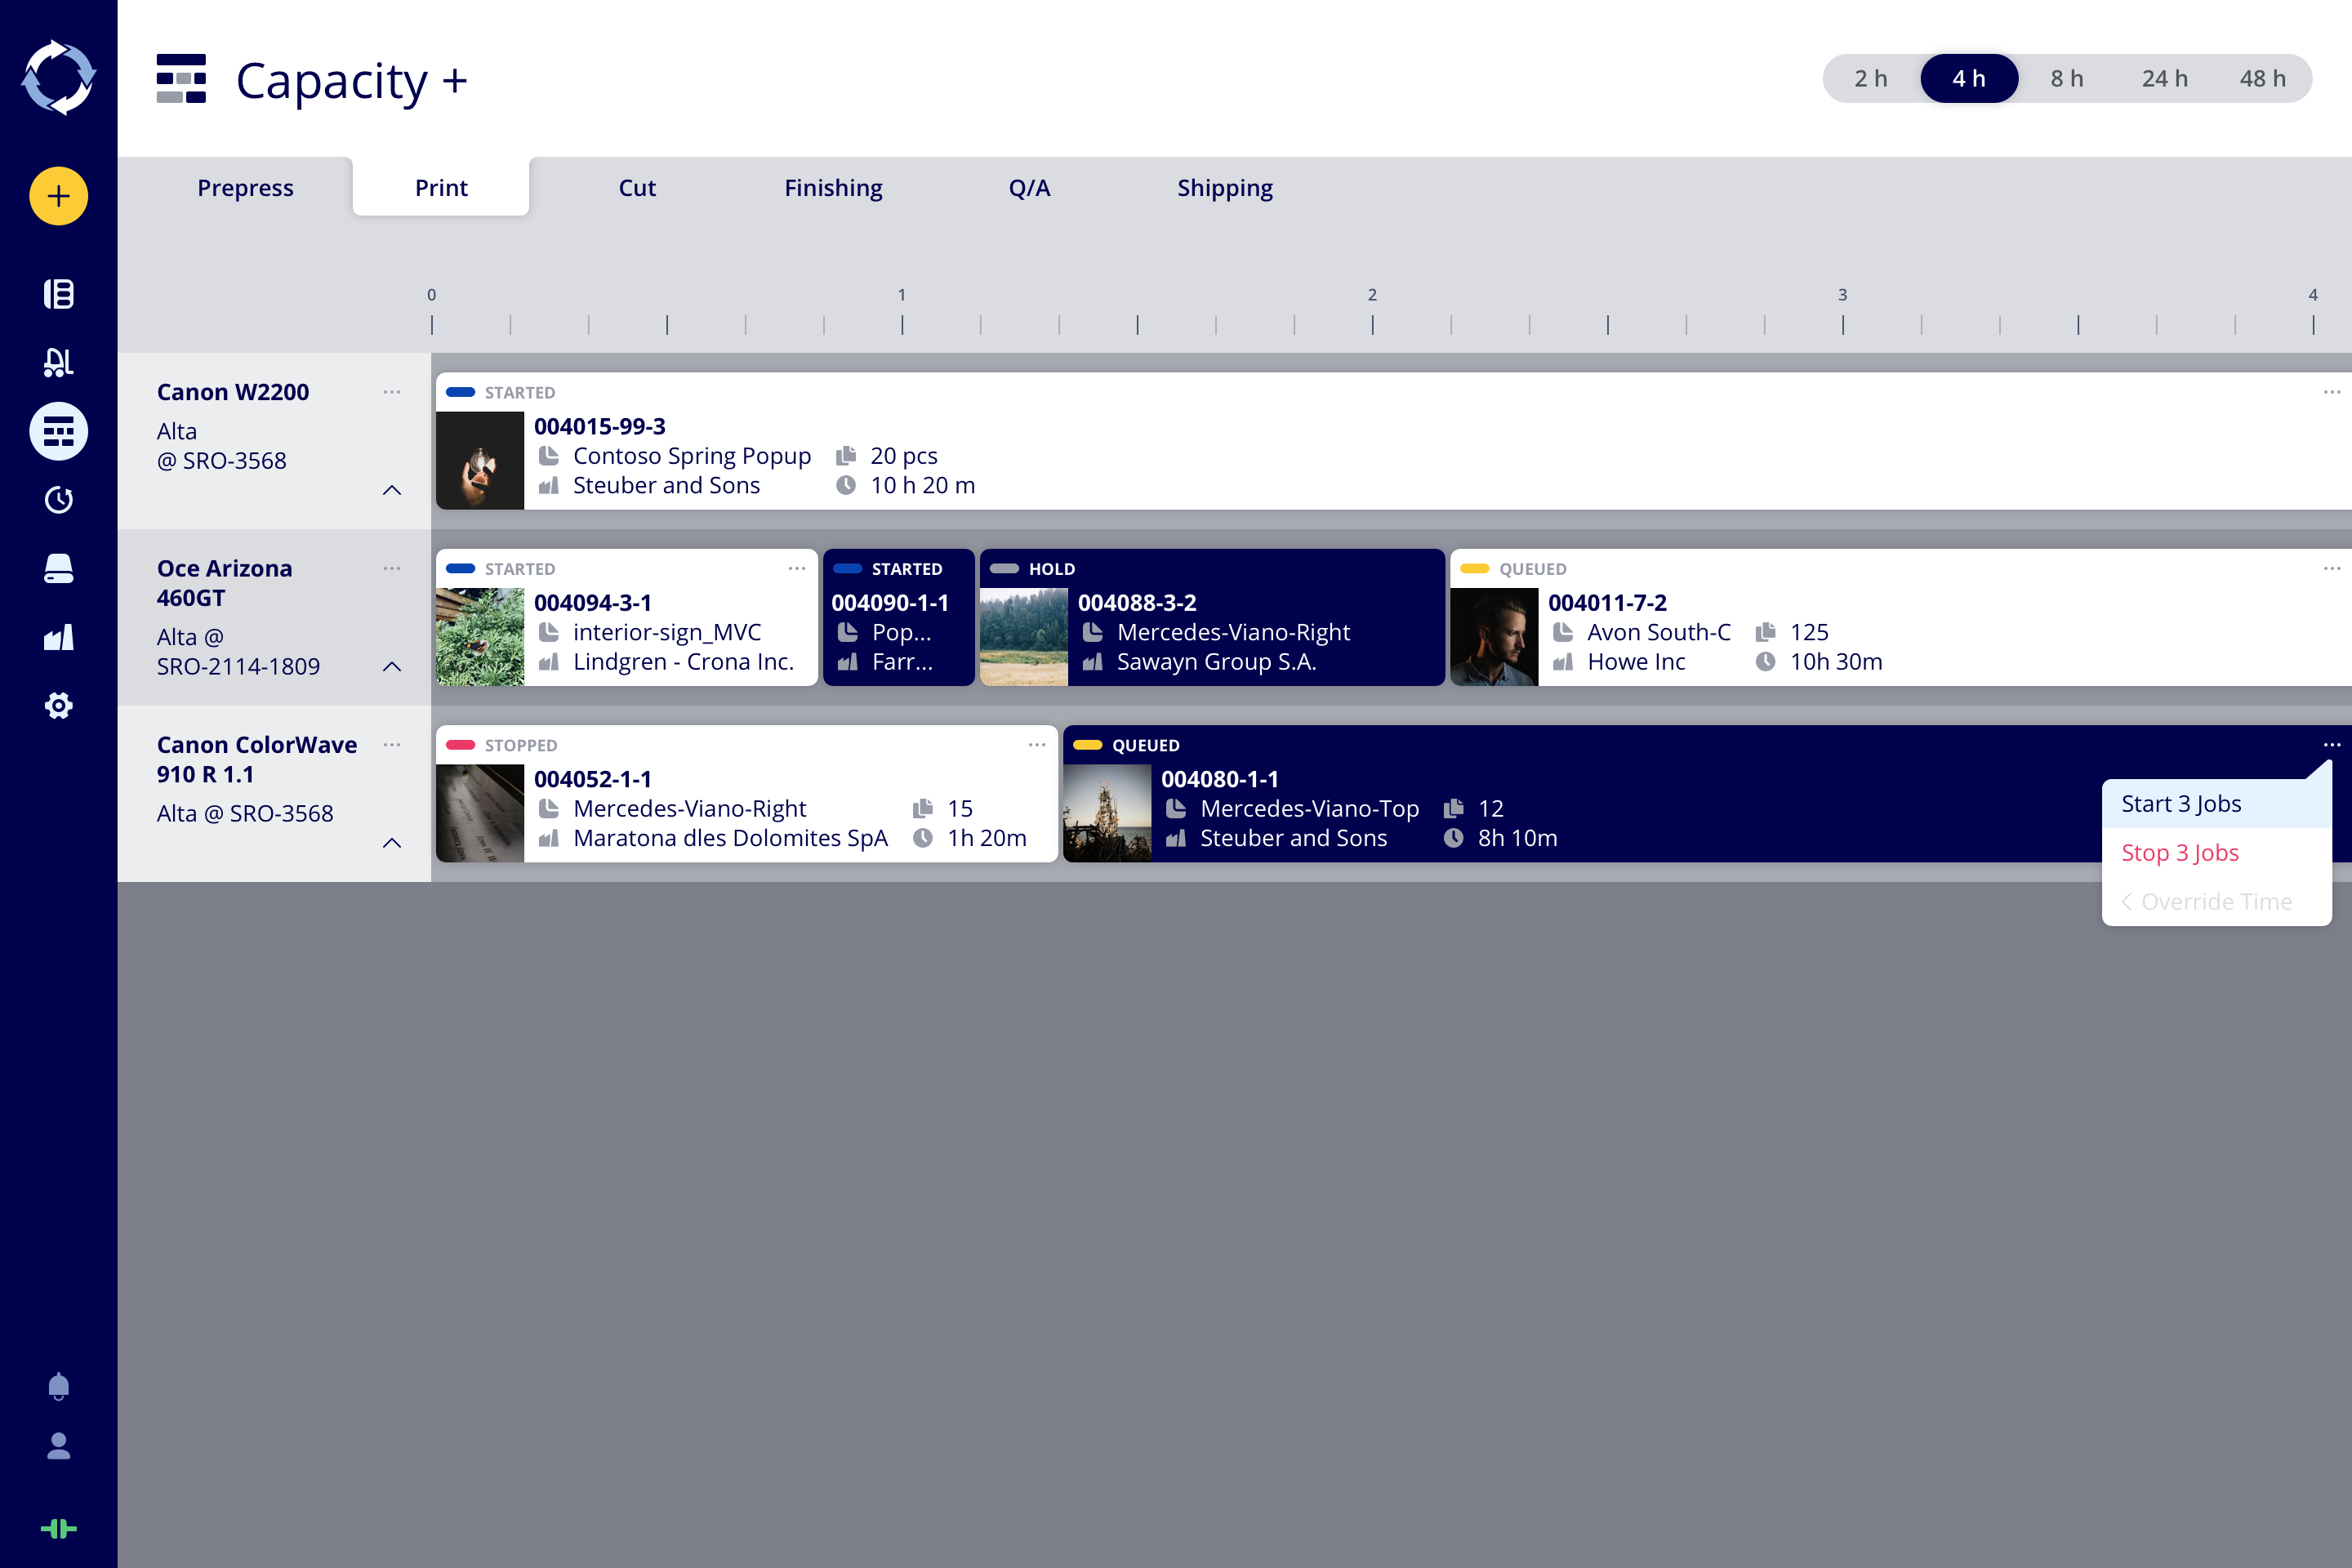 Capacity +
2 h 4 h 8 h 24 h 48 h
Prepress Print Cut Finishing Q/A Shipping
0 1 2 3 4
Canon W2200
Alta
@ SRO-3568
STARTED
004015-99-3
Contoso Spring Popup 20 pcs
Steuber and Sons 10 h 20 m
Oce Arizona
460GT
Alta @
SRO-2114-1809
STARTED
004094-3-1
interior-sign_MVC
Lindgren - Crona Inc.
STARTED
004090-1-1
Pop...
Farr...
HOLD
004088-3-2
Mercedes-Viano-Right
Sawayn Group S.A.
QUEUED
004011-7-2
Avon South-C 125
Howe Inc 10h 30m
Canon ColorWave
910 R 1.1
Alta @ SRO-3568
STOPPED
004052-1-1
Mercedes-Viano-Right 15
Maratona dles Dolomites SpA 1h 20m
QUEUED
004080-1-1
Mercedes-Viano-Top 12
Steuber and Sons 8h 10m
Start 3 Jobs
Stop 3 Jobs
Override Time